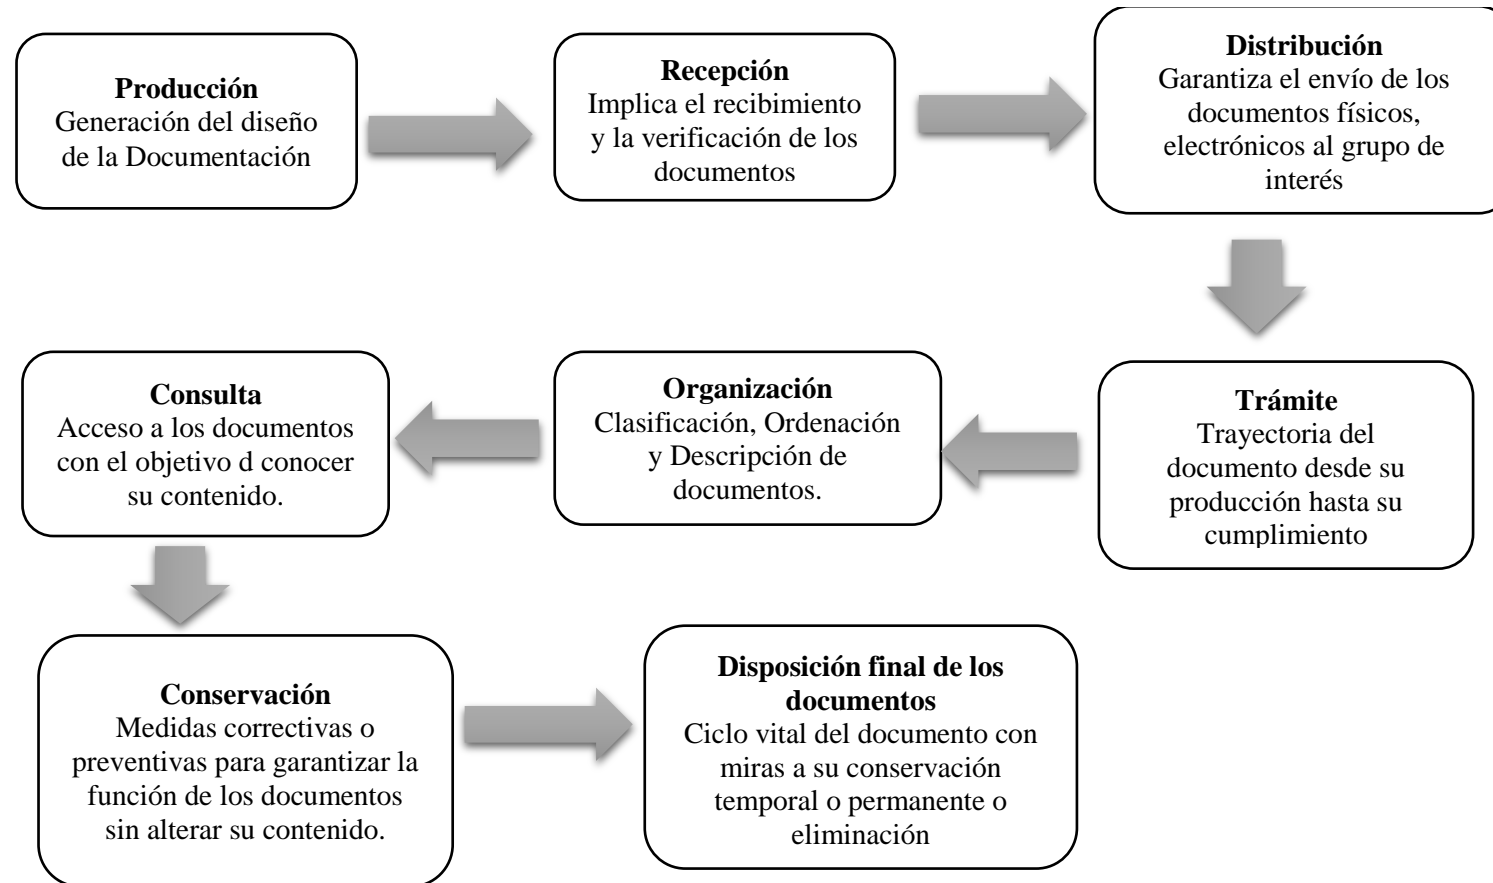 Producción
Generación del diseño
de la Documentación
Recepción
Implica el recibimiento
y la verificación de los
documentos
Distribución
Garantiza el envío de los
documentos físicos,
electrónicos al grupo de
interés
Trámite
Trayectoria del
documento desde su
producción hasta su
cumplimiento
Organización
Clasificación, Ordenación
y Descripción de
documentos.
Consulta
Acceso a los documentos
con el objetivo d conocer
su contenido.
Conservación
Medidas correctivas o
preventivas para garantizar la
función de los documentos
sin alterar su contenido.
Disposición final de los
documentos
Ciclo vital del documento con
miras a su conservación
temporal o permanente o
eliminación